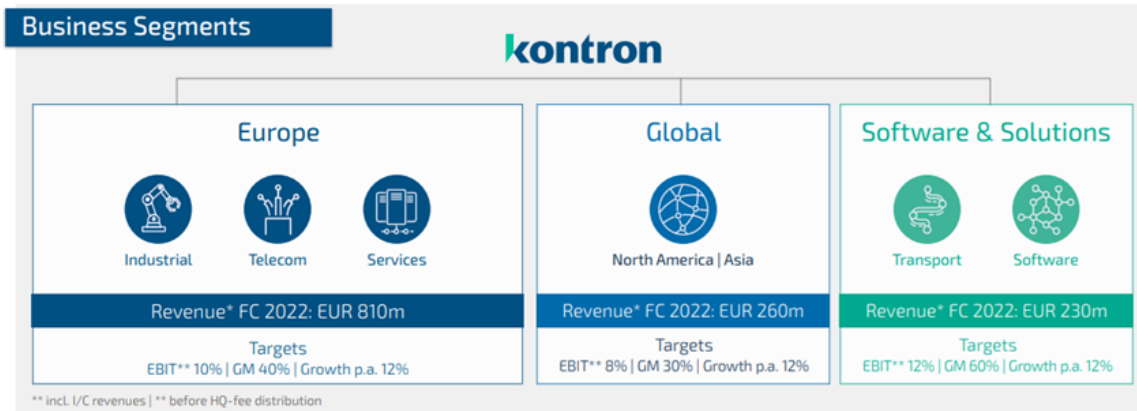 Business Segments
kontron
Europe
Industrial
Telecom
Services
Revenue* FC 2022: EUR 810m
Targets
EBIT** 10% | GM 40% | Growth p.a. 12%
Global
North America | Asia
Revenue* FC 2022: EUR 260m
Targets
EBIT** 8% | GM 30% | Growth p.a. 12%
Software & Solutions
Transport
Software
Revenue* FC 2022: EUR 230m
Targets
EBIT** 12% | GM 60% | Growth p.a. 12%
** incl. I/C revenues | ** before HQ-fee distribution